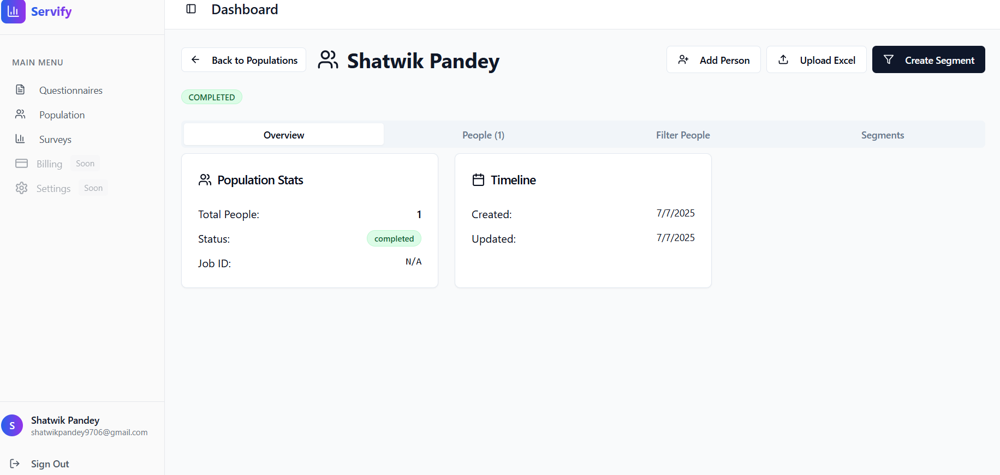 Servify
Dashboard
MAIN MENU
Questionnaires
Population
Surveys
Billing Soon
Settings Soon
Shatwik Pandey
shatwikpandey9706@gmail.com
Sign Out
Back to Populations
Shatwik Pandey
Add Person
Upload Excel
Create Segment
COMPLETED
Overview
People (1)
Filter People
Segments
Population Stats
Total People: 1
Status: completed
Job ID: N/A
Timeline
Created: 7/7/2025
Updated: 7/7/2025
S